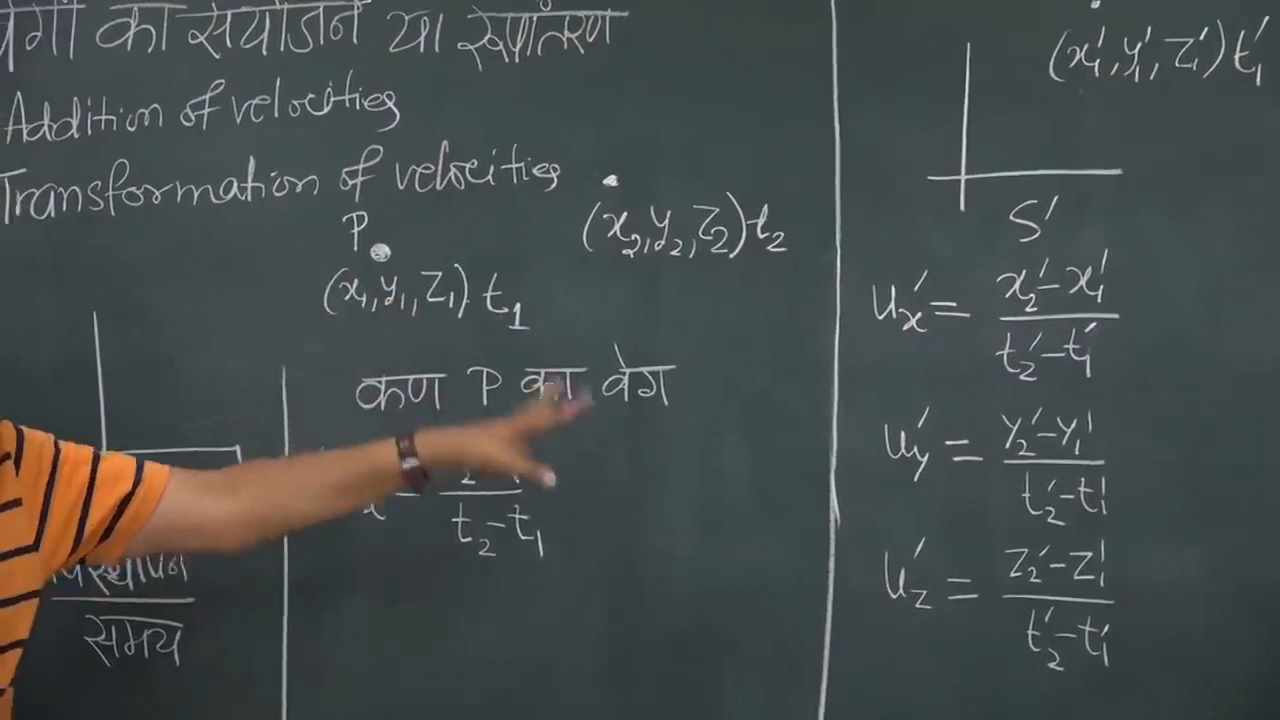 का संयोजन या रूपांतरण
Addition of velocities
Transformation of velocities
P
(x₁, y₁, z₁) t₁
(x₂, y₂, z₂) t₂
कण P का वेग
t₂-t₁
समय
(x₁', y₁', z₁') t₁'
S'
uₓ' = x₂'-x₁' / t₂'-t₁'
u_y' = y₂'-y₁' / t₂'-t₁'
u_z' = z₂'-z₁' / t₂'-t₁'